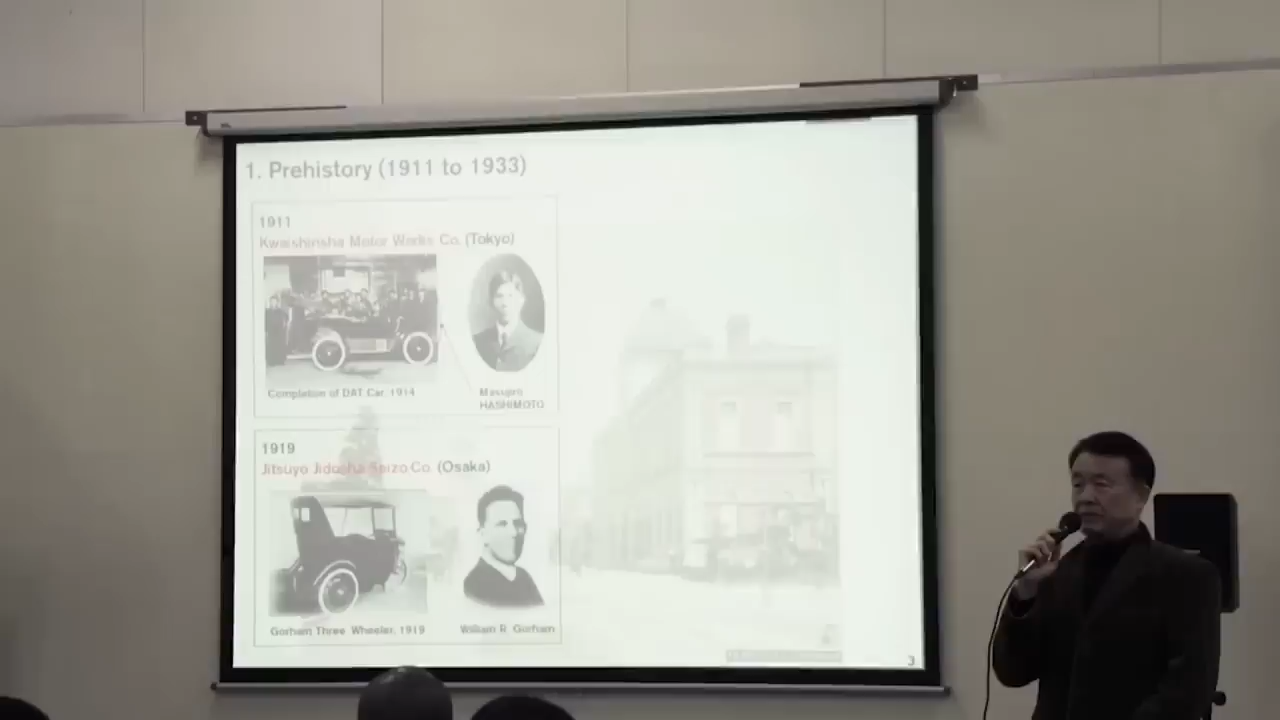 1. Prehistory (1911 to 1933)
1911
Kwaishinsha Motor Works Co. (Tokyo)
Completion of DAT Car, 1914
Masujiro
HASHIMOTO
1919
Jitsuyo Jidosha Seizo Co. (Osaka)
Gorham Three Wheeler, 1919
William R. Gorham
3